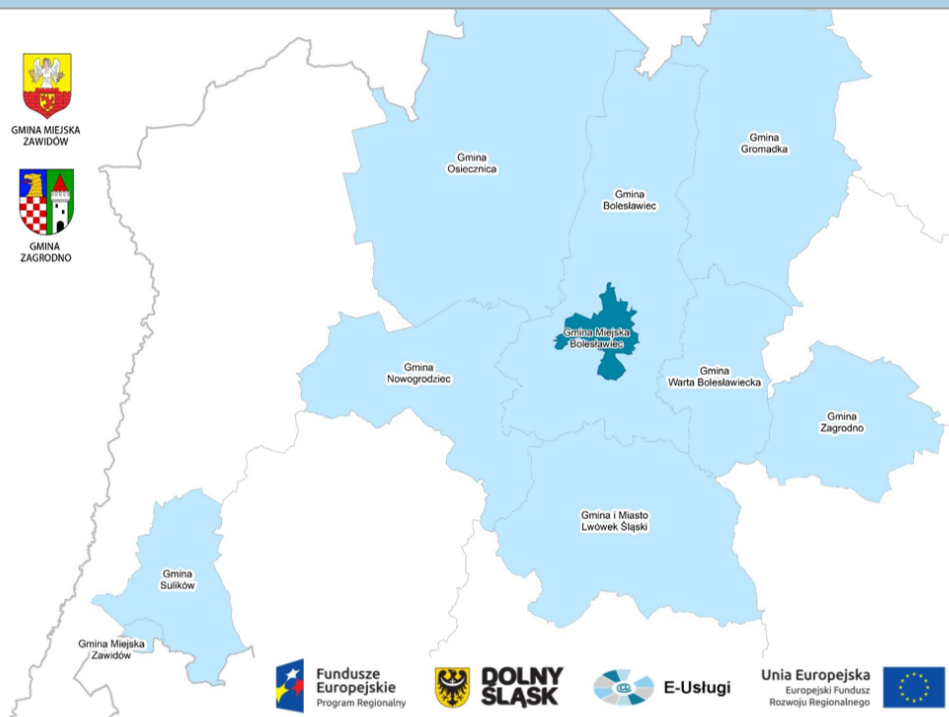 GMINA MIEJSKA
ZAWIDÓW
GMINA
ZAGRODNO
Gmina
Osiecznica
Gmina
Gromadka
Gmina
Bolesławiec
Gmina Miejska
Bolesławiec
Gmina
Nowogrodziec
Gmina
Warta Bolesławiecka
Gmina
Zagrodno
Gmina i Miasto
Lwówek Śląski
Gmina
Sulików
Gmina Miejska
Zawidów
Fundusze
Europejskie
Program Regionalny
DOLNY
ŚLĄSK
@
E-Usługi
Unia Europejska
Europejski Fundusz
Rozwoju Regionalnego